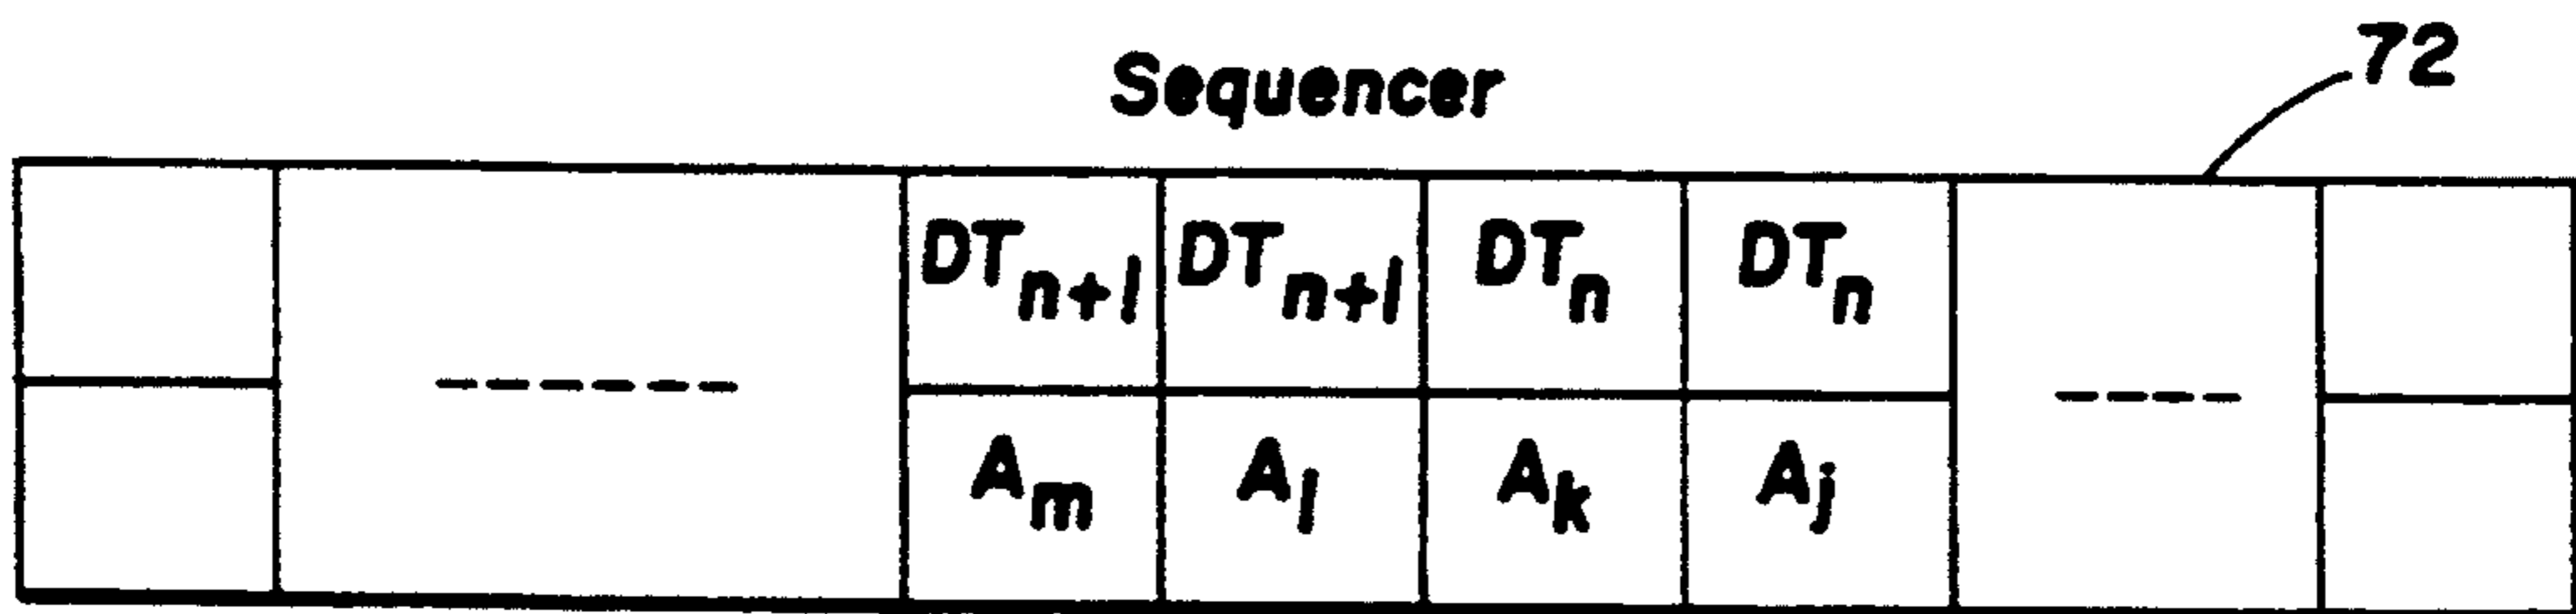 Sequencer
72
DTn+1 DTn+1 DTn DTn
Am Al Ak Aj